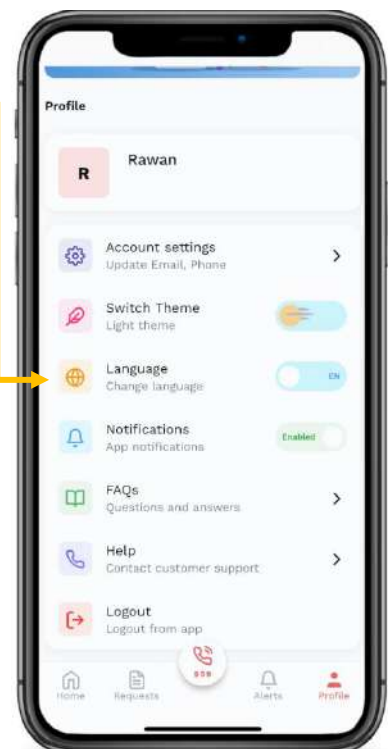 Profile
R
Rawan
Account settings
Update Email, Phone
Switch Theme
Light theme
Language
Change language
EN
Notifications
App notifications
Enabled
FAQs
Questions and answers
Help
Contact customer support
Logout
Logout from app
SOS
Home
Requests
Alerts
Profile